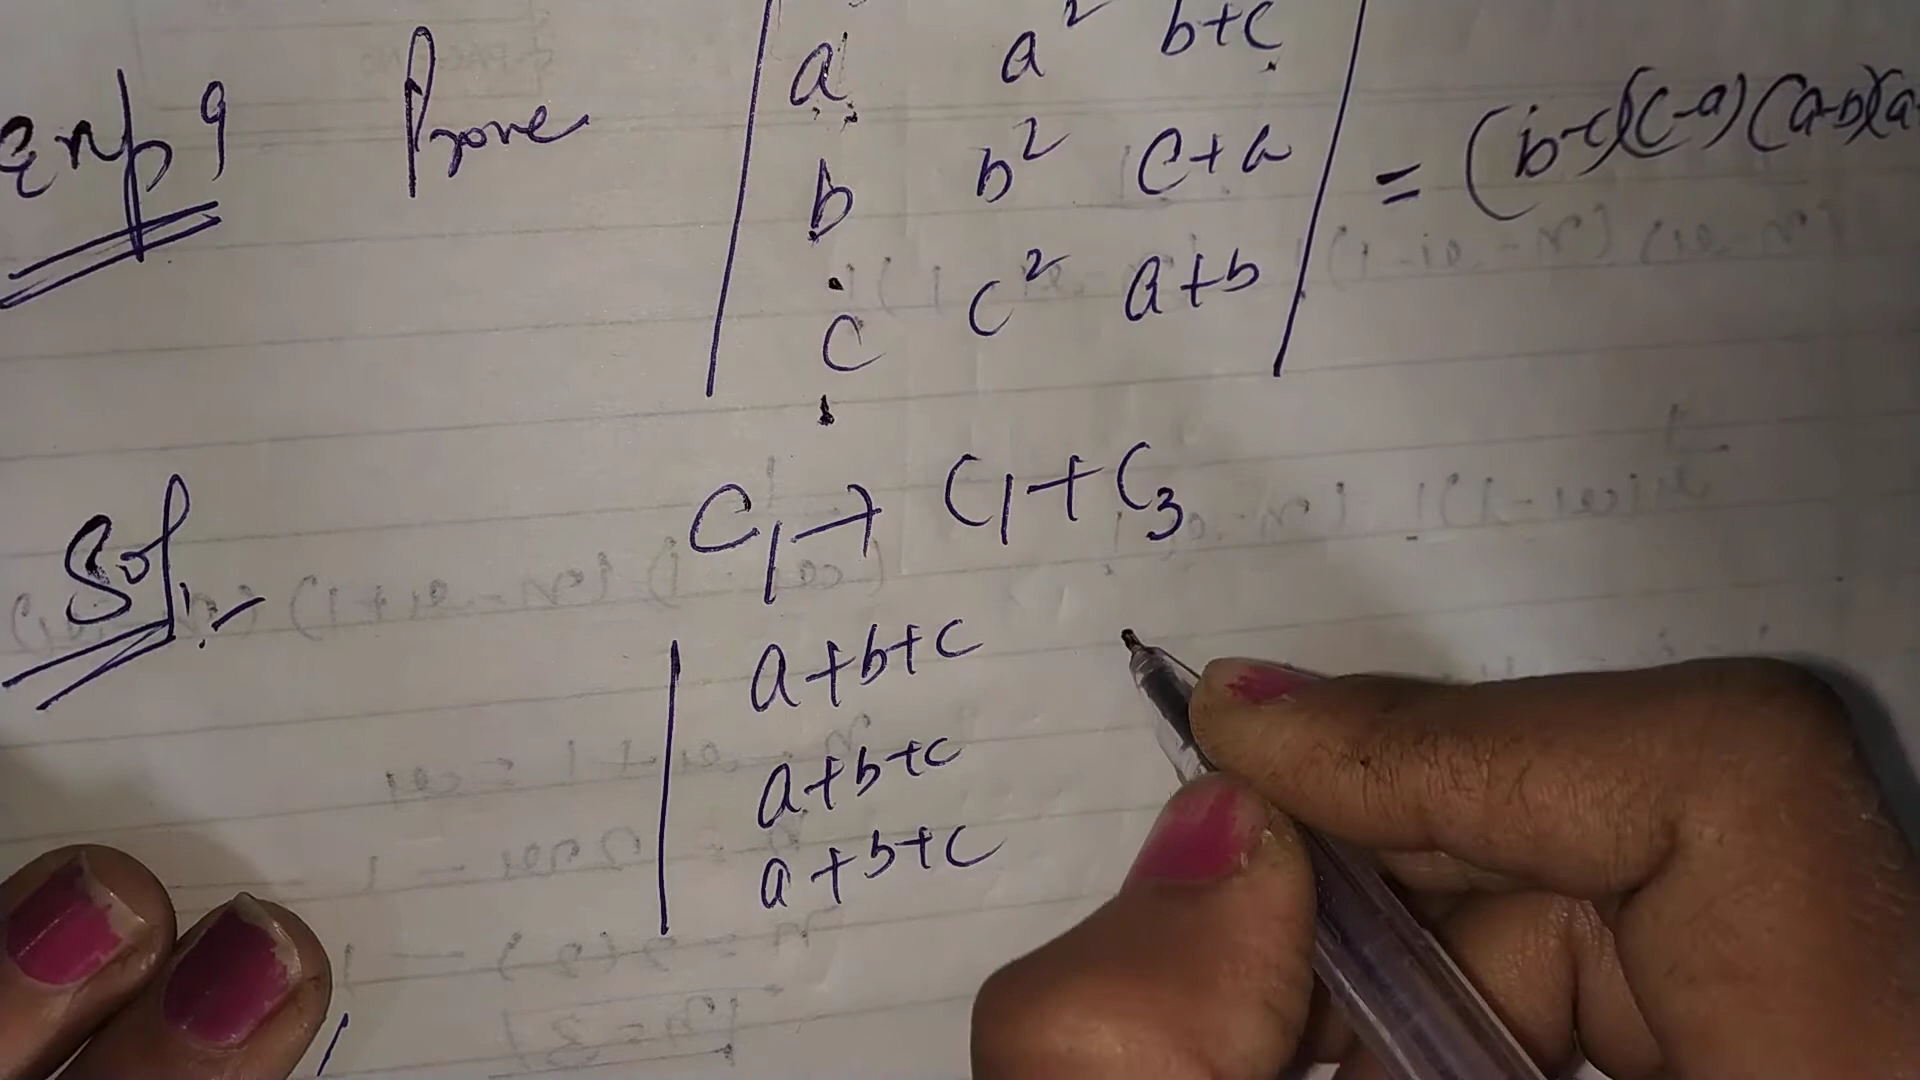 a a² b+c
Exp 9 Prove b b² c+a = (b-c)(c-a)(a-b)(a
c c² a+b
Sol:- C₁→ C₁+C₃
a+b+c
a+b+c
a+b+c